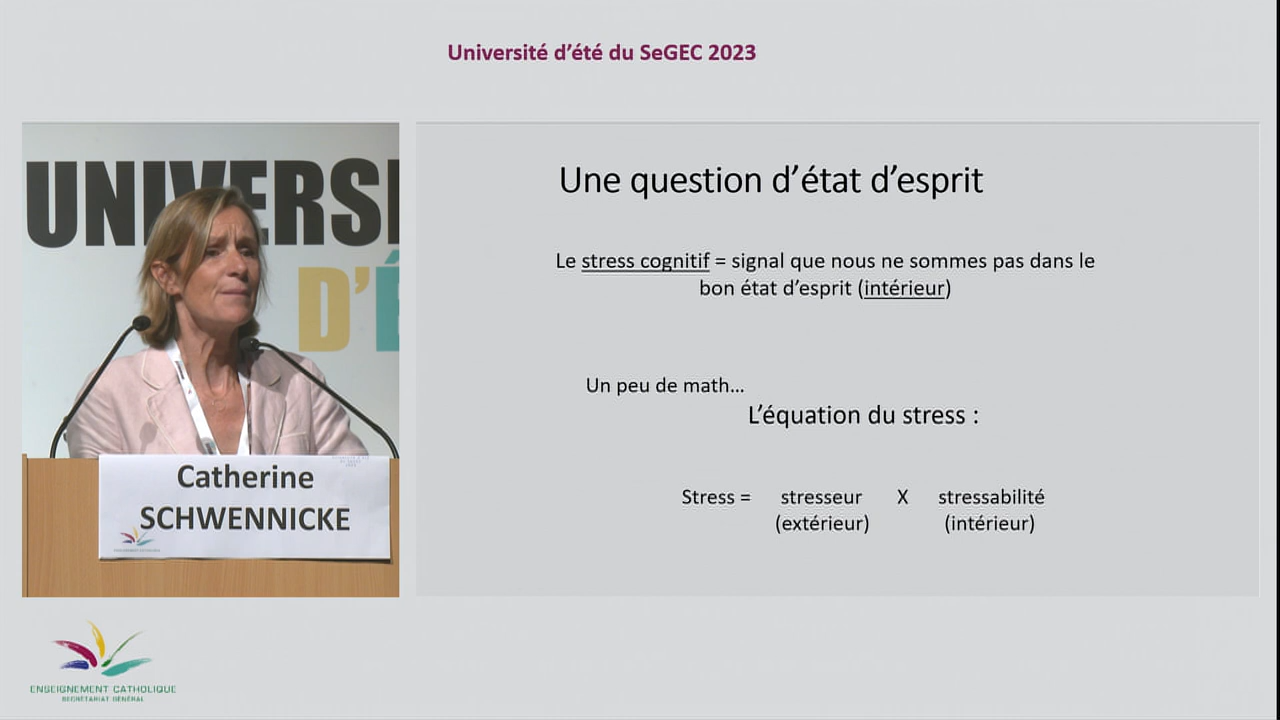 Université d'été du SeGEC 2023
UNIVERSI
D'É
Catherine
SCHWENNICKE
Une question d'état d'esprit
Le stress cognitif = signal que nous ne sommes pas dans le
bon état d'esprit (intérieur)
Un peu de math...
L'équation du stress :
Stress = stresseur X stressabilité
(extérieur) (intérieur)
ENSEIGNEMENT CATHOLIQUE
SECRÉTARIAT GÉNÉRAL